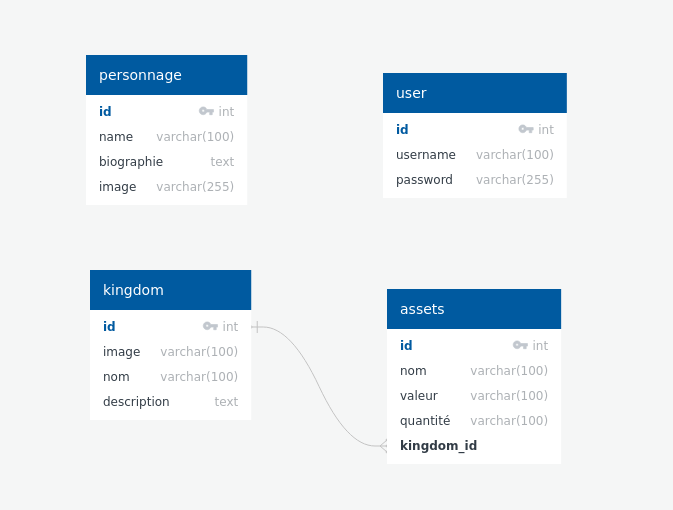 personnage
id int
name varchar(100)
biographie text
image varchar(255)
user
id int
username varchar(100)
password varchar(255)
kingdom
id int
image varchar(100)
nom varchar(100)
description text
assets
id int
nom varchar(100)
valeur varchar(100)
quantité varchar(100)
kingdom_id